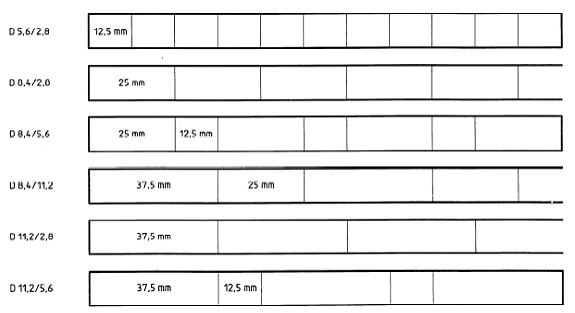 D 5,6/2,8 12,5 mm
D 8,4/2,8 25 mm
D 8,4/5,6 25 mm 12,5 mm
D 8,4/11,2 37,5 mm 25 mm
D 11,2/2,8 37,5 mm
D 11,2/5,6 37,5 mm 12,5 mm